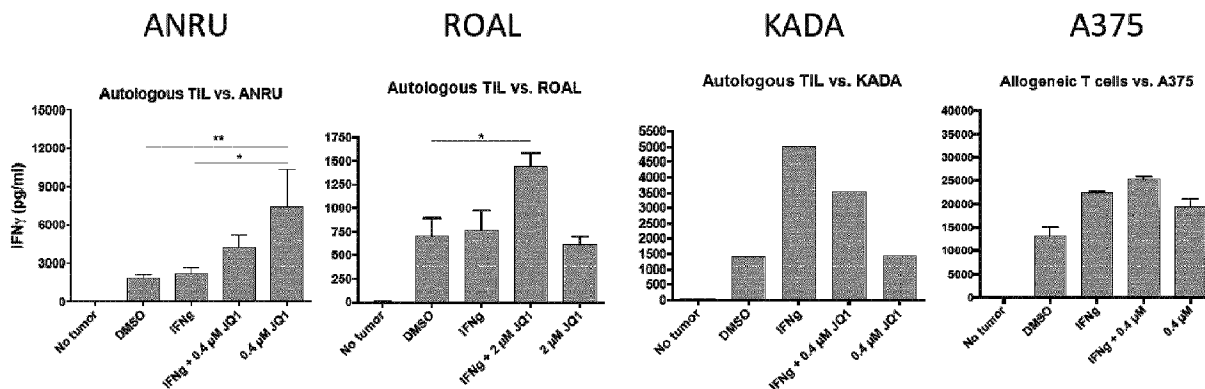 ANRU
ROAL
KADA
A375
Autologous TIL vs. ANRU
IFNγ (pg/ml)
15000
12000
9000
6000
3000
0
**
*
No tumor
DMSO
IFNg
IFNg + 0.4 µM JQ1
0.4 µM JQ1
Autologous TIL vs. ROAL
1750
1500
1250
1000
750
500
250
0
*
No tumor
DMSO
IFNg
IFNg + 2 µM JQ1
2 µM JQ1
Autologous TIL vs. KADA
5500
5000
4500
4000
3500
3000
2500
2000
1500
1000
500
0
No tumor
DMSO
IFNg
IFNg + 0.4 µM JQ1
0.4 µM JQ1
Allogeneic T cells vs. A375
40000
35000
30000
25000
20000
15000
10000
5000
0
No tumor
DMSO
IFNg
IFNg + 0.4 µM
0.4 µM